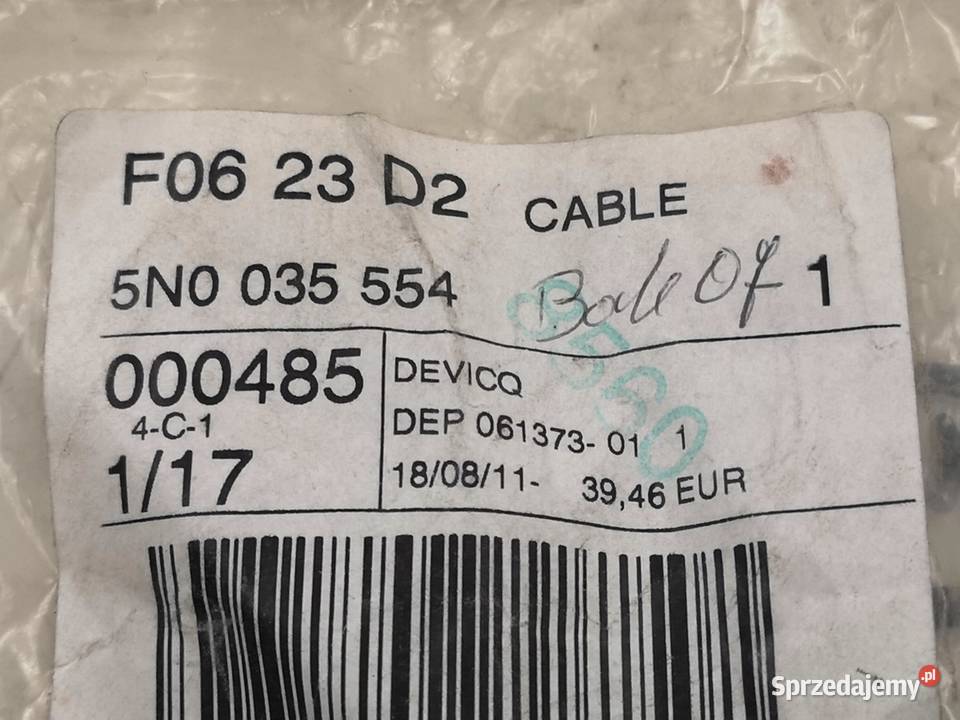 F06 23 D2 CABLE
5N0 035 554 1
000485
4-C-1
1/17
DEVICQ
DEP 061373-01 1
18/08/11- 39,46 EUR
Sprzedajemy.pl